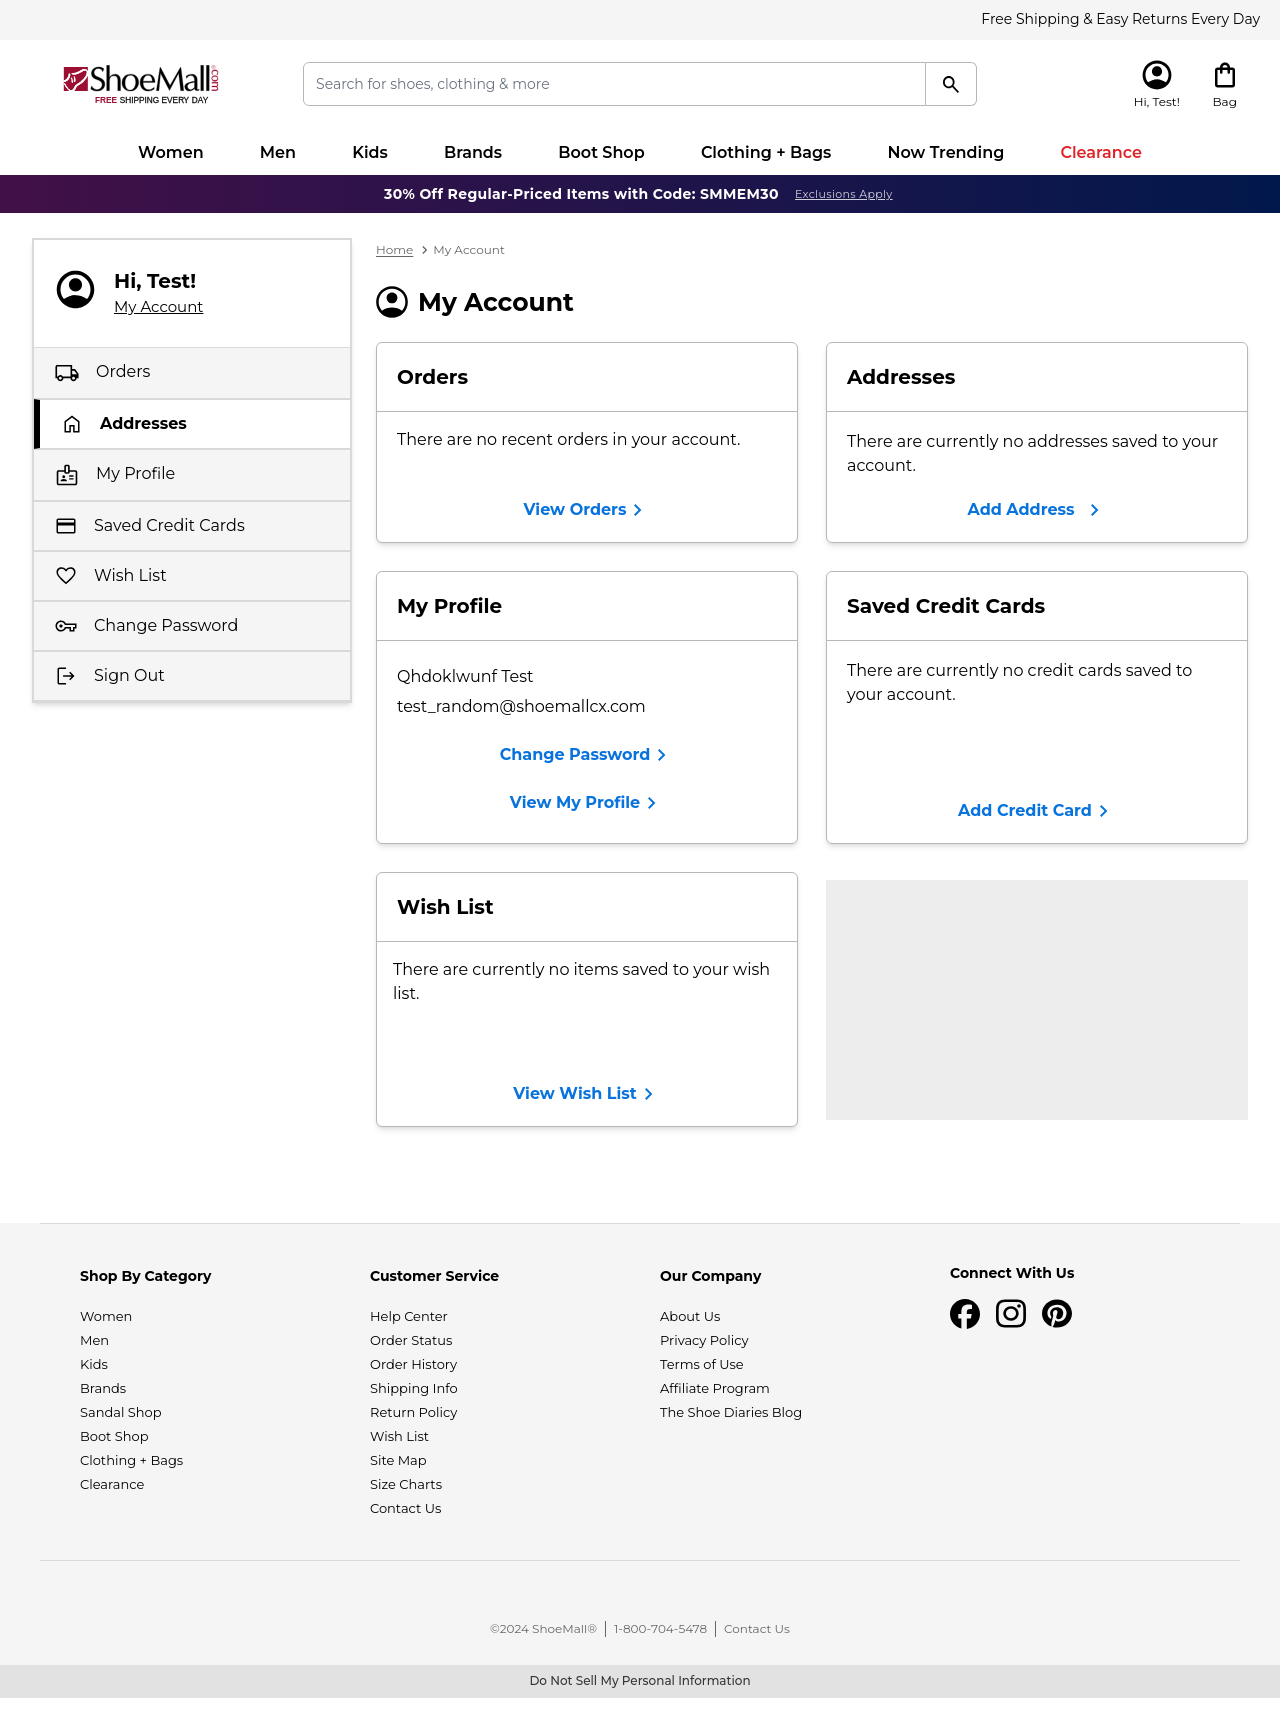 Free Shipping & Easy Returns Every Day
ShoeMall.com
FREE SHIPPING EVERY DAY
Search for shoes, clothing & more
Hi, Test!
Bag
Women Men Kids Brands Boot Shop Clothing + Bags Now Trending Clearance
30% Off Regular-Priced Items with Code: SMMEM30 Exclusions Apply
Hi, Test!
My Account
Orders
Addresses
My Profile
Saved Credit Cards
Wish List
Change Password
Sign Out
Home > My Account
My Account
Orders
There are no recent orders in your account.
View Orders
Addresses
There are currently no addresses saved to your
account.
Add Address
My Profile
Qhdoklwunf Test
test_random@shoemallcx.com
Change Password
View My Profile
Saved Credit Cards
There are currently no credit cards saved to
your account.
Add Credit Card
Wish List
There are currently no items saved to your wish
list.
View Wish List
Shop By Category
Women
Men
Kids
Brands
Sandal Shop
Boot Shop
Clothing + Bags
Clearance
Customer Service
Help Center
Order Status
Order History
Shipping Info
Return Policy
Wish List
Site Map
Size Charts
Contact Us
Our Company
About Us
Privacy Policy
Terms of Use
Affiliate Program
The Shoe Diaries Blog
Connect With Us
©2024 ShoeMall® | 1-800-704-5478 | Contact Us
Do Not Sell My Personal Information